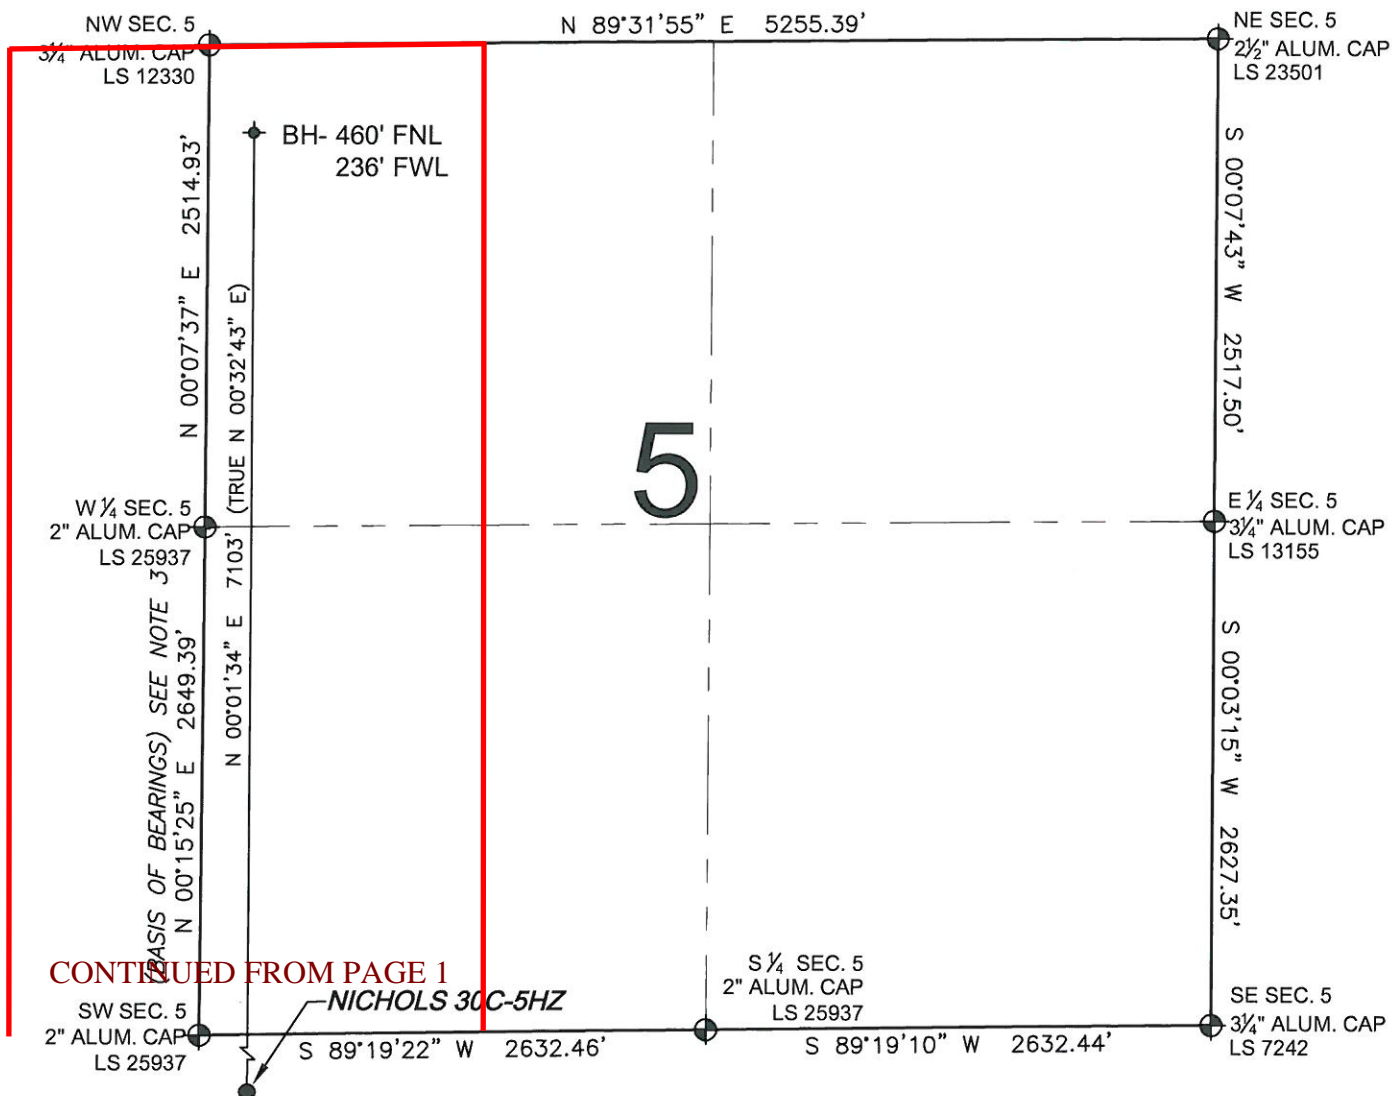 NW SEC. 5
3¼" ALUM. CAP
LS 12330
N 89°31'55" E 5255.39'
NE SEC. 5
2½" ALUM. CAP
LS 23501
BH- 460' FNL
236' FWL
N 00°07'37" E 2514.93'
N 00°01'34" E 7103' (TRUE N 00°32'43" E)
S 00°07'43" W 2517.50'
5
W ¼ SEC. 5
2" ALUM. CAP
LS 25937
E ¼ SEC. 5
3¼" ALUM. CAP
LS 13155
(BASIS OF BEARINGS) SEE NOTE 3
N 00°15'25" E 2649.39'
S 00°03'15" W 2627.35'
CONTINUED FROM PAGE 1
NICHOLS 30C-5HZ
S ¼ SEC. 5
2" ALUM. CAP
LS 25937
SW SEC. 5
2" ALUM. CAP
LS 25937
SE SEC. 5
3¼" ALUM. CAP
LS 7242
S 89°19'22" W 2632.46'
S 89°19'10" W 2632.44'